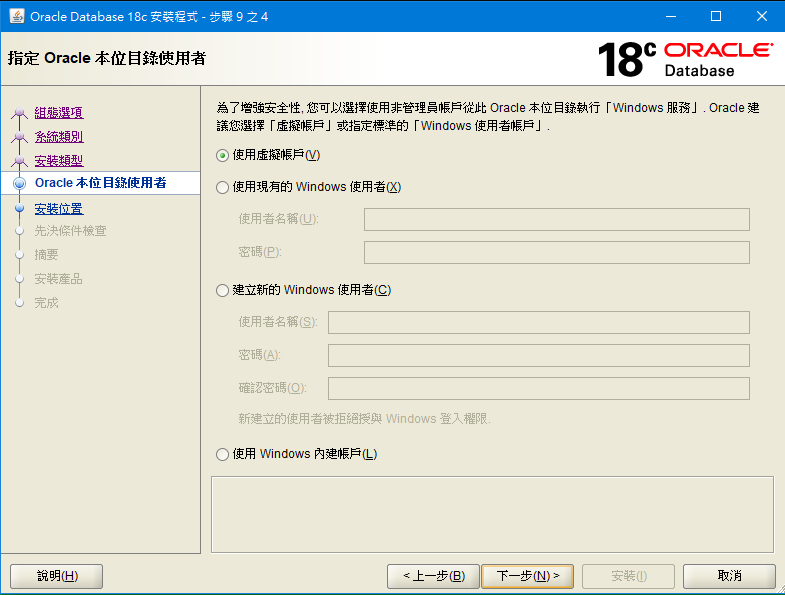 Oracle Database 18c 安裝程式 - 步驟 9 之 4
指定 Oracle 本位目錄使用者
18c ORACLE
Database
組態選項
系統類別
安裝類型
Oracle 本位目錄使用者
安裝位置
先決條件檢查
摘要
安裝產品
完成
為了增強安全性, 您可以選擇使用非管理員帳戶從此 Oracle 本位目錄執行「Windows 服務」. Oracle 建
議您選擇「虛擬帳戶」或指定標準的「Windows 使用者帳戶」.
使用虛擬帳戶(V)
使用現有的 Windows 使用者(X)
使用者名稱(U):
密碼(P):
建立新的 Windows 使用者(C)
使用者名稱(S):
密碼(A):
確認密碼(O):
新建立的使用者被拒絕授與 Windows 登入權限.
使用 Windows 內建帳戶(L)
說明(H)
< 上一步(B)
下一步(N) >
安裝(I)
取消